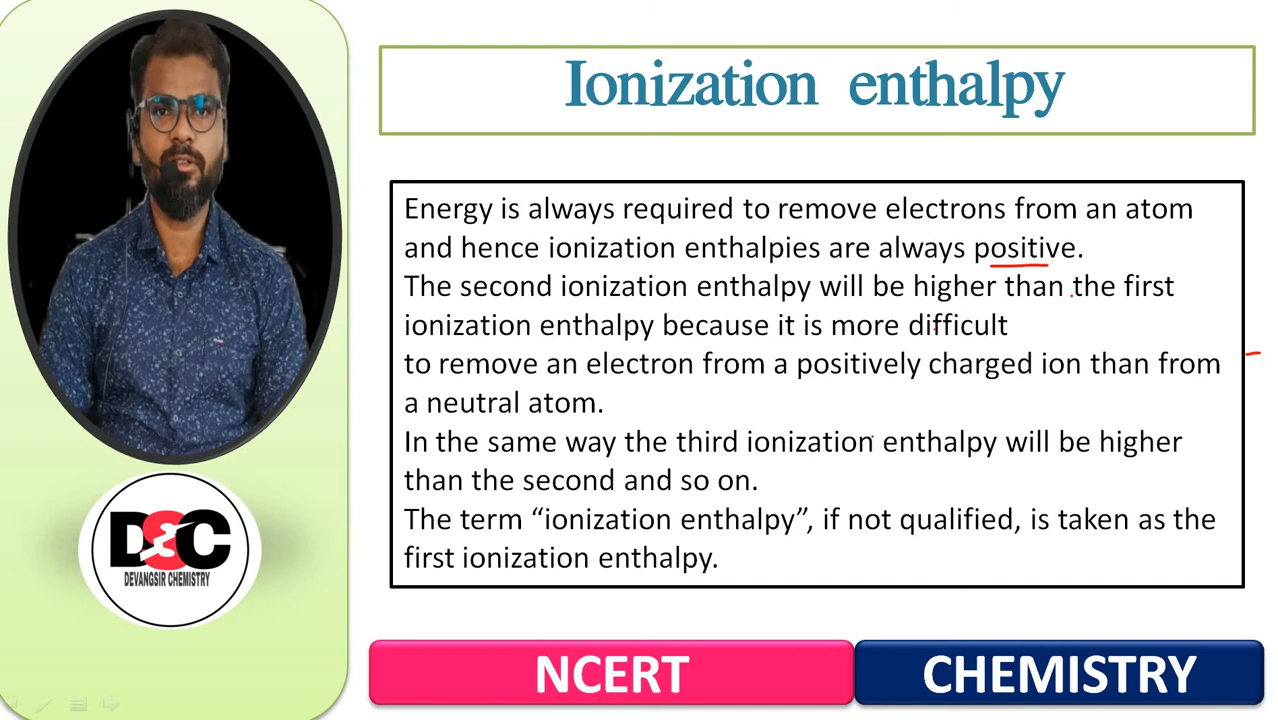 Ionization enthalpy
Energy is always required to remove electrons from an atom
and hence ionization enthalpies are always positive.
The second ionization enthalpy will be higher than the first
ionization enthalpy because it is more difficult
to remove an electron from a positively charged ion than from
a neutral atom.
In the same way the third ionization enthalpy will be higher
than the second and so on.
The term “ionization enthalpy”, if not qualified, is taken as the
first ionization enthalpy.
DSC
DEVANGSIR CHEMISTRY
NCERT
CHEMISTRY